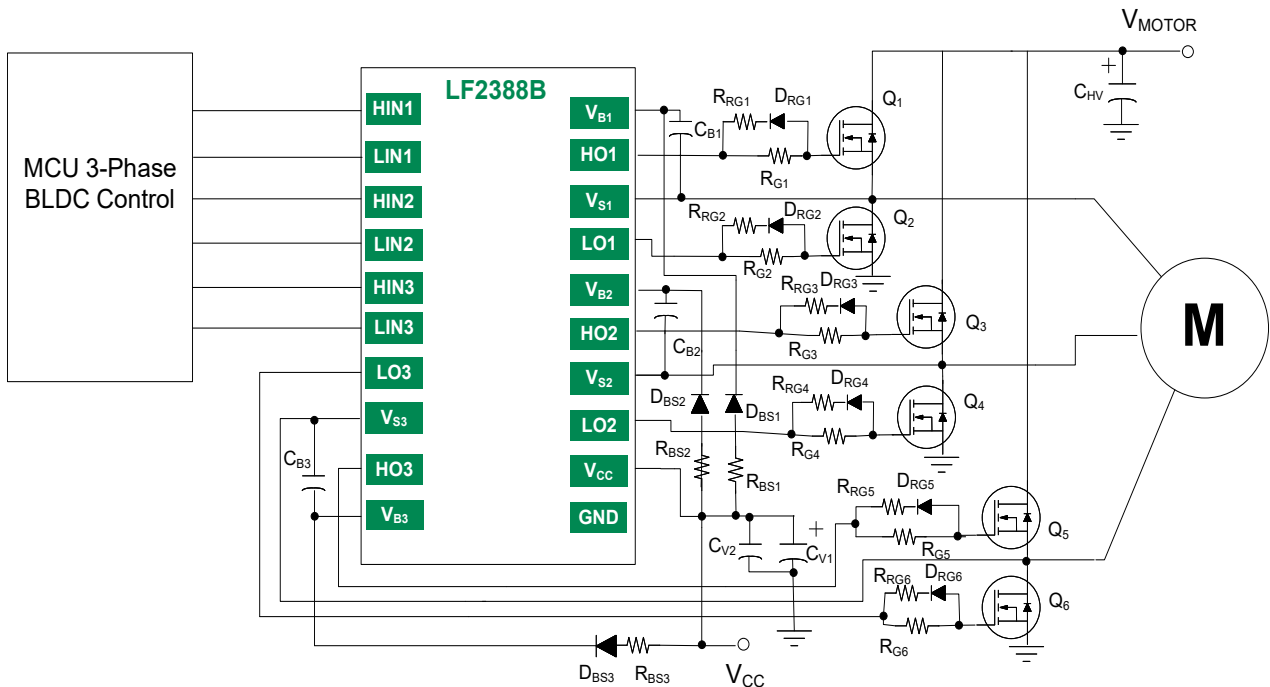 MCU 3-Phase
BLDC Control
LF2388B
HIN1
LIN1
HIN2
LIN2
HIN3
LIN3
LO3
VS3
HO3
VB3
VB1
HO1
VS1
LO1
VB2
HO2
VS2
LO2
VCC
GND
CB1
CB2
CB3
DBS2
DBS1
RBS2
RBS1
CV2
CV1
+
DBS3
RBS3
VCC
RRG1
DRG1
RG1
Q1
RRG2
DRG2
RG2
Q2
RRG3
DRG3
RG3
Q3
RRG4
DRG4
RG4
Q4
RRG5
DRG5
RG5
Q5
RRG6
DRG6
RG6
Q6
VMOTOR
+
CHV
M